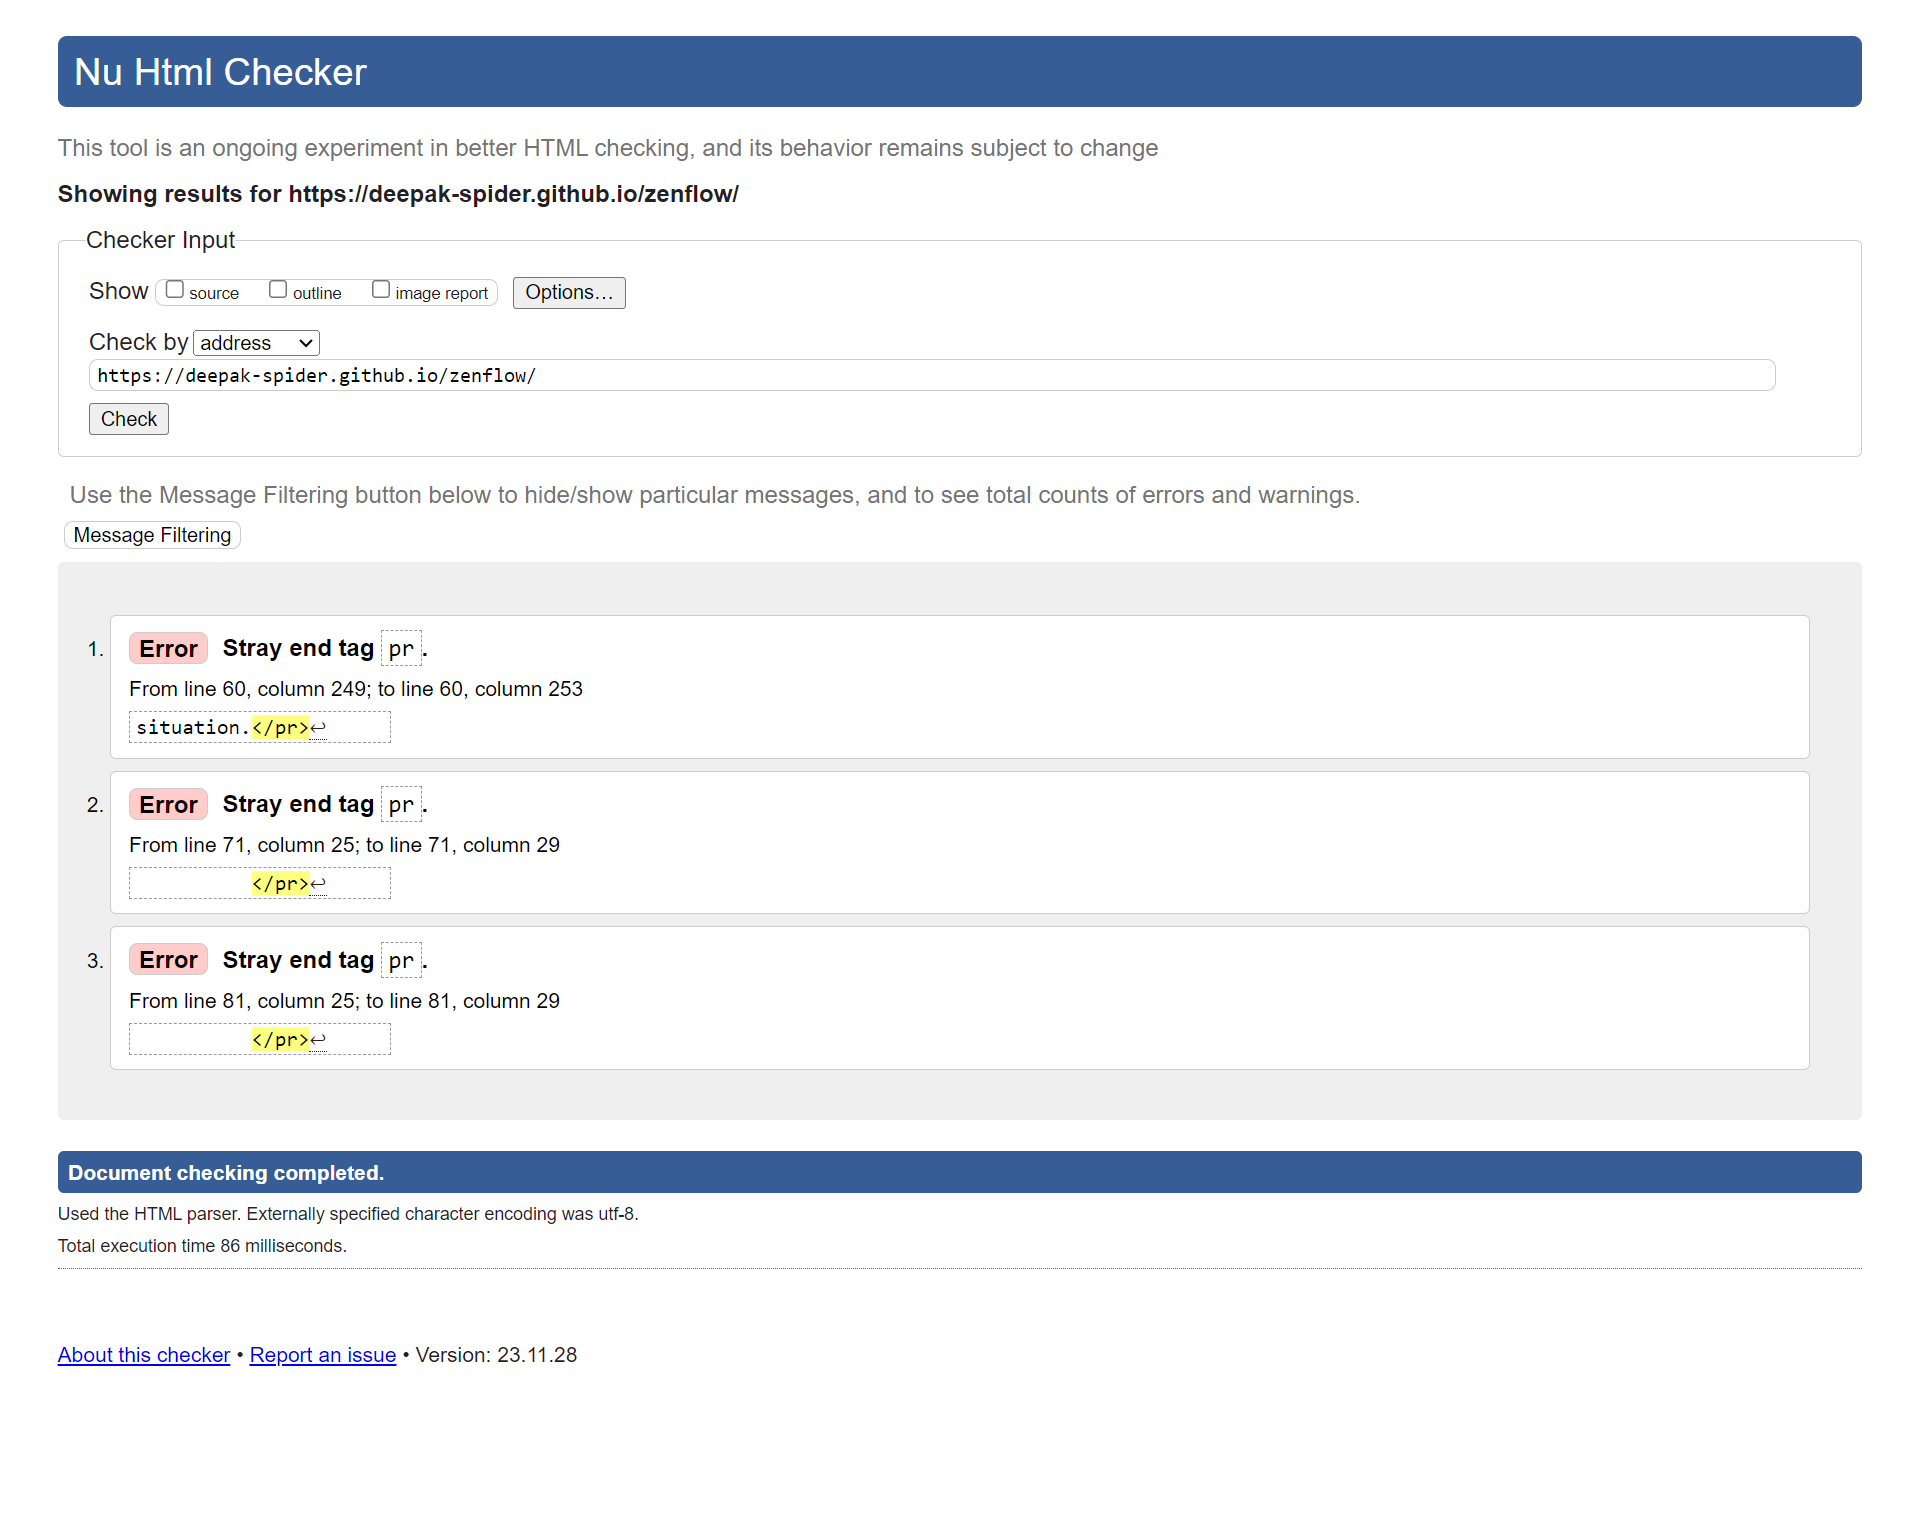 Nu Html Checker
This tool is an ongoing experiment in better HTML checking, and its behavior remains subject to change
Showing results for https://deepak-spider.github.io/zenflow/
Checker Input
Show source outline image report Options...
Check by address
https://deepak-spider.github.io/zenflow/
Check
Use the Message Filtering button below to hide/show particular messages, and to see total counts of errors and warnings.
Message Filtering
1. Error Stray end tag pr.
From line 60, column 249; to line 60, column 253
situation.</pr>↩
2. Error Stray end tag pr.
From line 71, column 25; to line 71, column 29
</pr>↩
3. Error Stray end tag pr.
From line 81, column 25; to line 81, column 29
</pr>↩
Document checking completed.
Used the HTML parser. Externally specified character encoding was utf-8.
Total execution time 86 milliseconds.
About this checker • Report an issue • Version: 23.11.28